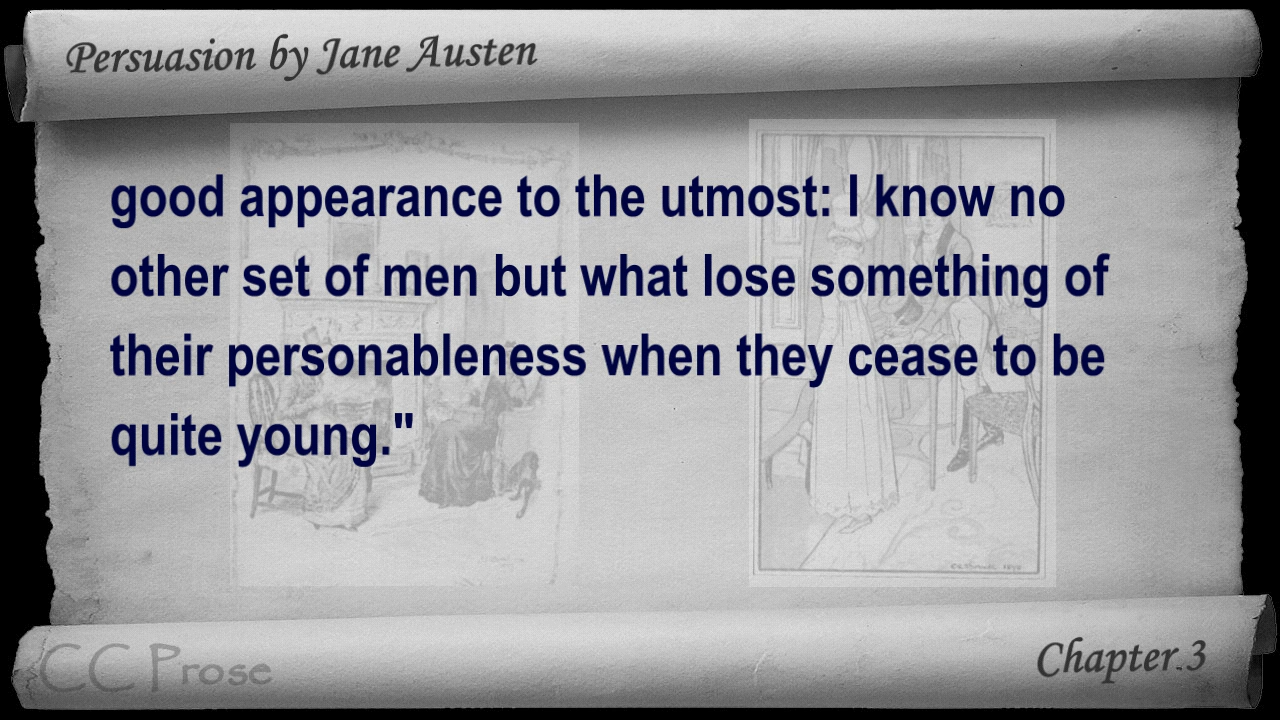 Persuasion by Jane Austen
good appearance to the utmost: I know no
other set of men but what lose something of
their personableness when they cease to be
quite young."
CC Prose
Chapter.3